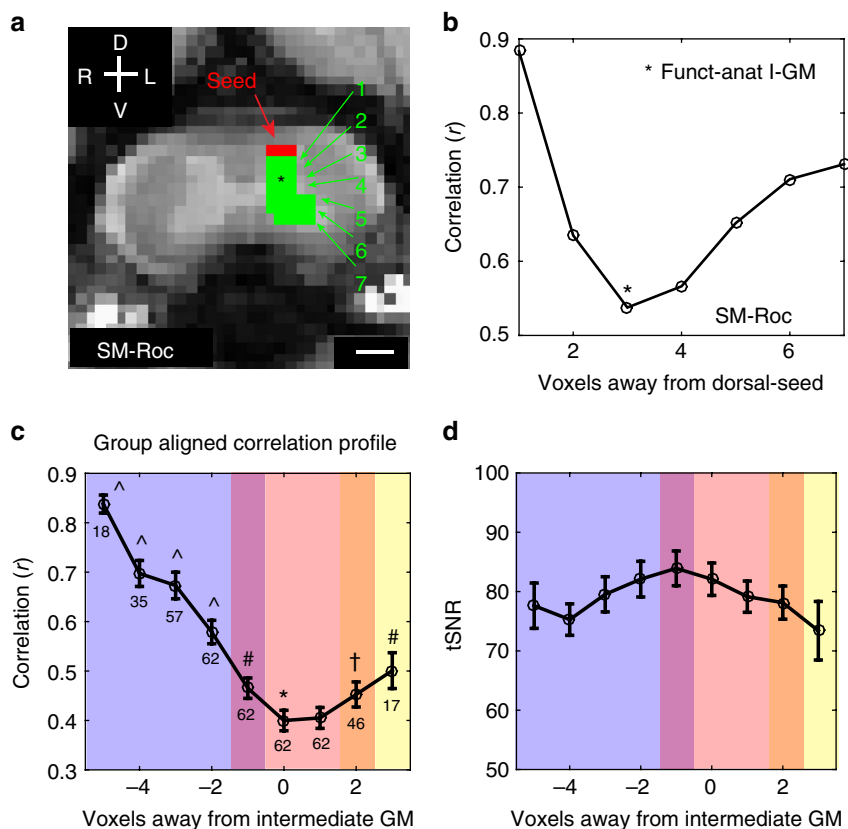 a
D
R L
V
Seed
1
2
3
4
5
6
7
*
SM-Roc
b
0.9
0.8
0.7
0.6
0.5
Correlation (r)
* Funct-anat I-GM
*
SM-Roc
2 4 6
Voxels away from dorsal-seed
c
Group aligned correlation profile
0.9
0.8
0.7
0.6
0.5
0.4
0.3
Correlation (r)
^ ^ ^ ^ # * † #
18 35 57 62 62 62 62 46 17
−4 −2 0 2
Voxels away from intermediate GM
d
100
90
80
70
60
50
tSNR
−4 −2 0 2
Voxels away from intermediate GM